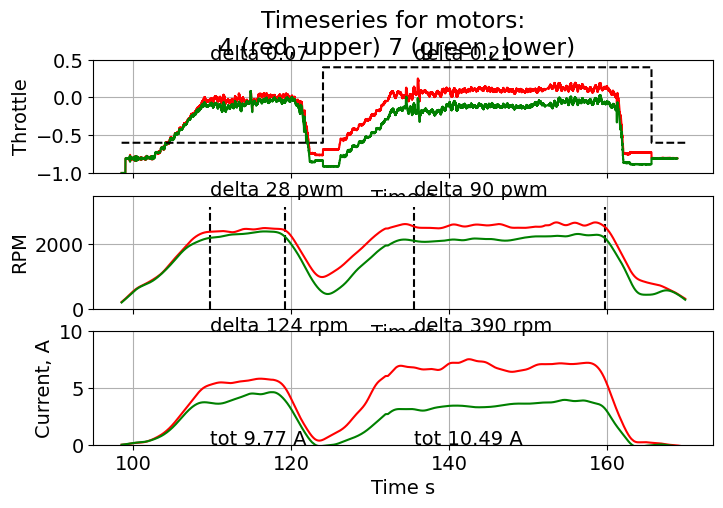 Timeseries for motors:
4 (red, upper) 7 (green, lower)
delta 0.07
delta 0.21
0.5
0.0
−0.5
−1.0
Throttle
Time s
delta 28 pwm
delta 90 pwm
2000
0
RPM
Time s
delta 124 rpm
delta 390 rpm
10
5
0
Current, A
tot 9.77 A
tot 10.49 A
100
120
140
160
Time s